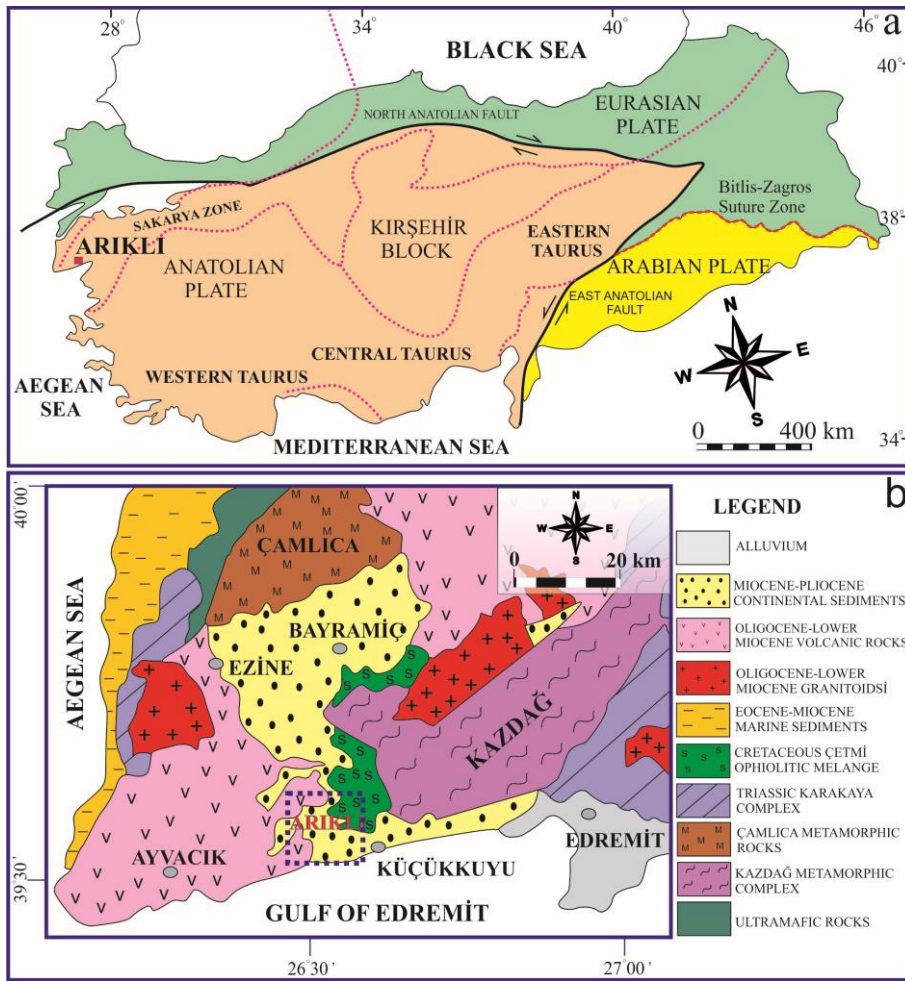 28°
34
40
46°
a
BLACK SEA
40°
EURASIAN
PLATE
NORTH ANATOLIAN FAULT
Bitlis-Zagros
Suture Zone
38°
SAKARYA ZONE
KIRŞEHİR
BLOCK
EASTERN
TAURUS
ARIKLI
ANATOLIAN
PLATE
ARABIAN PLATE
EAST ANATOLIAN
FAULT
N
W E
S
CENTRAL TAURUS
WESTERN TAURUS
AEGEAN
SEA
MEDITERRANEAN SEA
0 400 km
34°
b
40°00'
AEGEAN SEA
N
W E
S
0 20 km
ÇAMLICA
BAYRAMİÇ
EZİNE
KAZDAĞ
ARIKLI
AYVACIK
EDREMİT
KÜÇÜKKUYU
39°30
GULF OF EDREMİT
26°30'
27°00'
LEGEND
ALLUVIUM
MIOCENE-PLIOCENE
CONTINENTAL SEDIMENTS
OLIGOCENE-LOWER
MIOCENE VOLCANIC ROCKS
OLIGOCENE-LOWER
MIOCENE GRANITOIDSİ
EOCENE-MIOCENE
MARINE SEDIMENTS
CRETACEOUS ÇETMİ
OPHIOLITIC MELANGE
TRIASSIC KARAKAYA
COMPLEX
ÇAMLICA METAMORPHIC
ROCKS
KAZDAĞ METAMORPHIC
COMPLEX
ULTRAMAFIC ROCKS